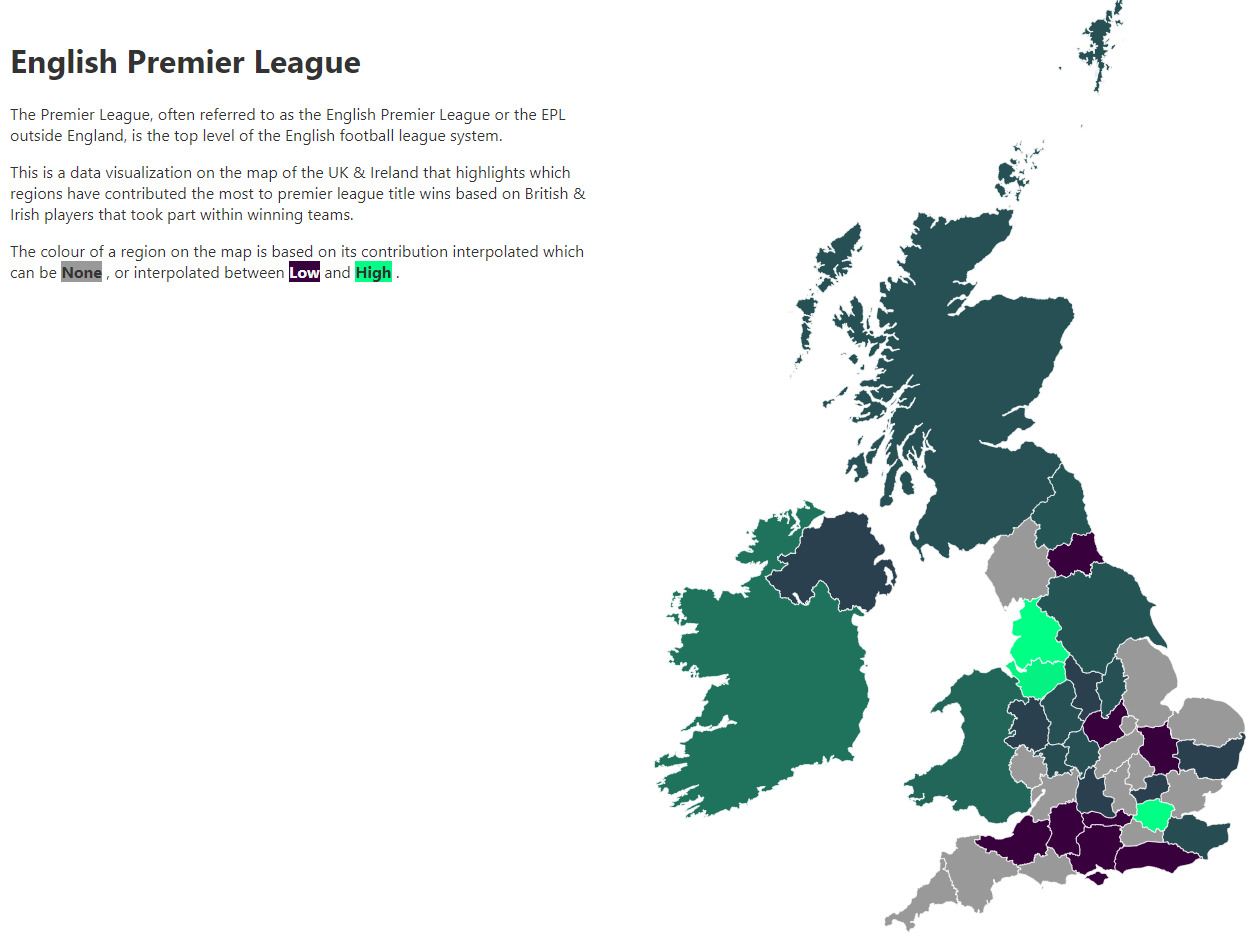 English Premier League
The Premier League, often referred to as the English Premier League or the EPL
outside England, is the top level of the English football league system.
This is a data visualization on the map of the UK & Ireland that highlights which
regions have contributed the most to premier league title wins based on British &
Irish players that took part within winning teams.
The colour of a region on the map is based on its contribution interpolated which
can be None , or interpolated between Low and High .